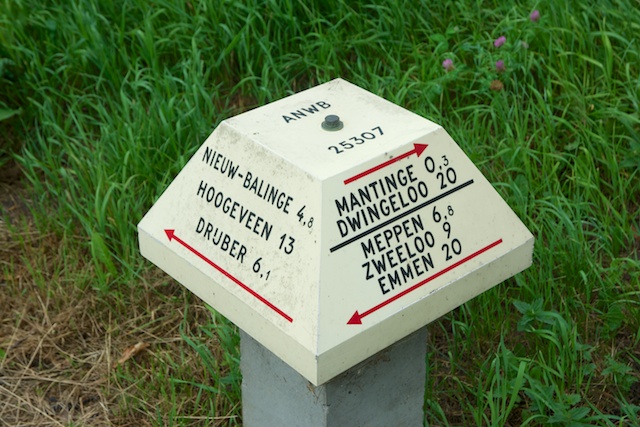 ANWB
25307
NIEUW-BALINGE 4,8
HOOGEVEEN 13
DRIJBER 6,1
MANTINGE 0,3
DWINGELOO 20
MEPPEN 6,8
ZWEELOO 9
EMMEN 20